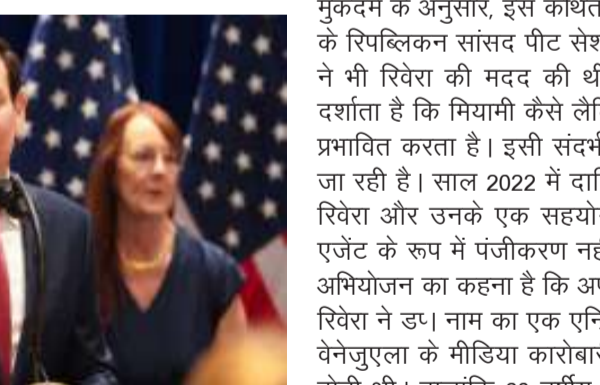 मुकदमे के अनुसार, इस कथित
के रिपब्लिकन सांसद पीट सेश
ने भी रिवेरा की मदद की थी
दर्शाता है कि मियामी कैसे लैि
प्रभावित करता है। इसी संदर्भ
जा रही है। साल 2022 में दाि
रिवेरा और उनके एक सहयो
एजेंट के रूप में पंजीकरण नह
अभियोजन का कहना है कि अप
रिवेरा ने डप्। नाम का एक एनि
वेनेजुएला के मीडिया कारोबार